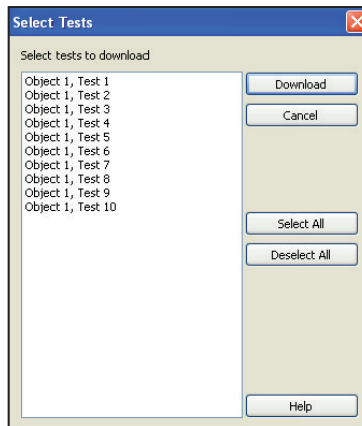 Select Tests
Select tests to download
Object 1, Test 1
Object 1, Test 2
Object 1, Test 3
Object 1, Test 4
Object 1, Test 5
Object 1, Test 6
Object 1, Test 7
Object 1, Test 8
Object 1, Test 9
Object 1, Test 10
Download
Cancel
Select All
Deselect All
Help